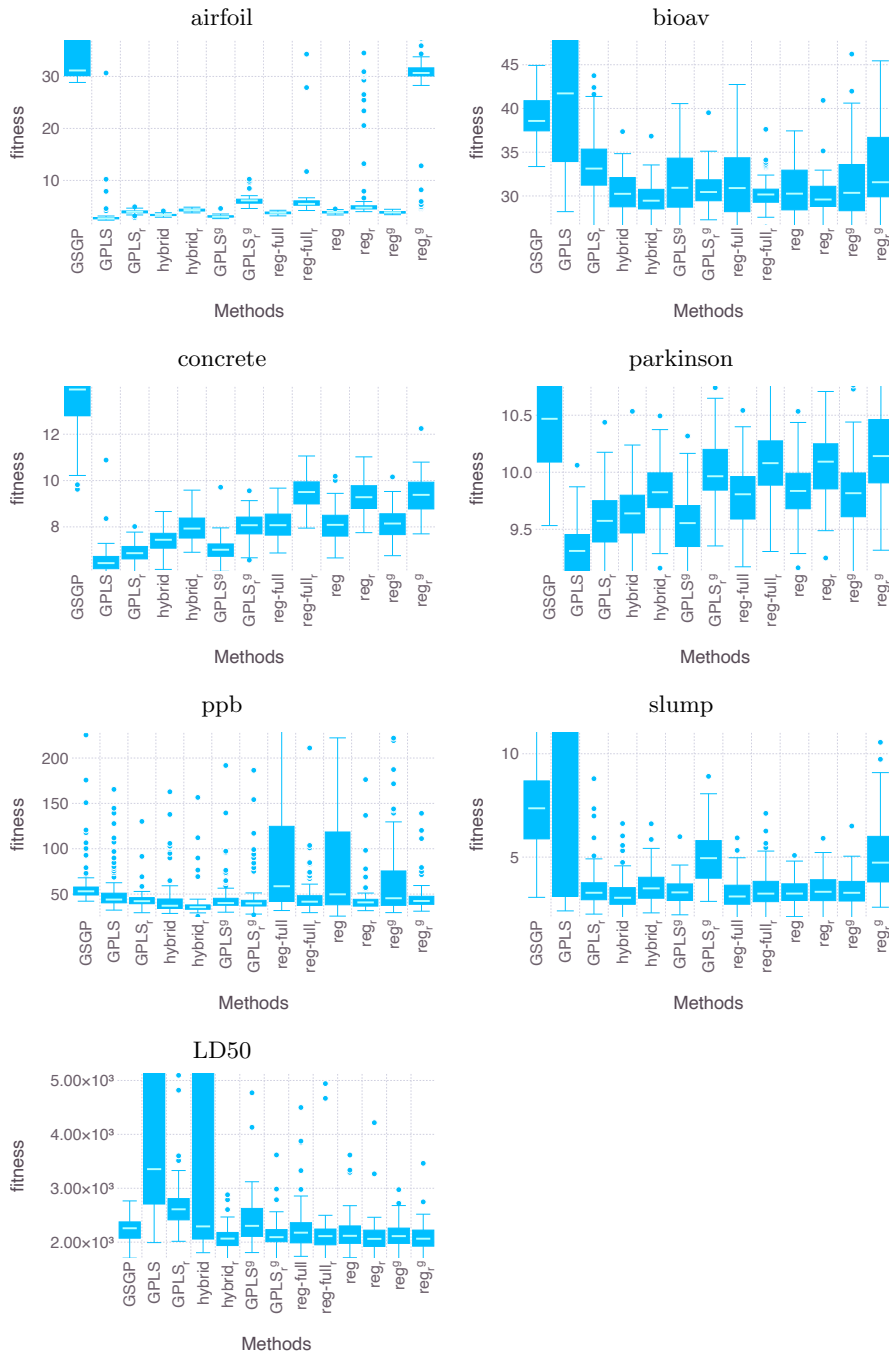 airfoil
30
20
10
fitness
GSGP
GPLS
GPLSᵣ
hybrid
hybridᵣ
GPLSᵍ
GPLSᵣᵍ
reg-full
reg-fullᵣ
reg
regᵣ
regᵍ
regᵣᵍ
Methods
bioav
45
40
35
30
fitness
GSGP
GPLS
GPLSᵣ
hybrid
hybridᵣ
GPLSᵍ
GPLSᵣᵍ
reg-full
reg-fullᵣ
reg
regᵣ
regᵍ
regᵣᵍ
Methods
concrete
12
10
8
fitness
GSGP
GPLS
GPLSᵣ
hybrid
hybridᵣ
GPLSᵍ
GPLSᵣᵍ
reg-full
reg-fullᵣ
reg
regᵣ
regᵍ
regᵣᵍ
Methods
parkinson
10.5
10.0
9.5
fitness
GSGP
GPLS
GPLSᵣ
hybrid
hybridᵣ
GPLSᵍ
GPLSᵣᵍ
reg-full
reg-fullᵣ
reg
regᵣ
regᵍ
regᵣᵍ
Methods
ppb
200
150
100
50
fitness
GSGP
GPLS
GPLSᵣ
hybrid
hybridᵣ
GPLSᵍ
GPLSᵣᵍ
reg-full
reg-fullᵣ
reg
regᵣ
regᵍ
regᵣᵍ
Methods
slump
10
5
fitness
GSGP
GPLS
GPLSᵣ
hybrid
hybridᵣ
GPLSᵍ
GPLSᵣᵍ
reg-full
reg-fullᵣ
reg
regᵣ
regᵍ
regᵣᵍ
Methods
LD50
5.00×10³
4.00×10³
3.00×10³
2.00×10³
fitness
GSGP
GPLS
GPLSᵣ
hybrid
hybridᵣ
GPLSᵍ
GPLSᵣᵍ
reg-full
reg-fullᵣ
reg
regᵣ
regᵍ
regᵣᵍ
Methods